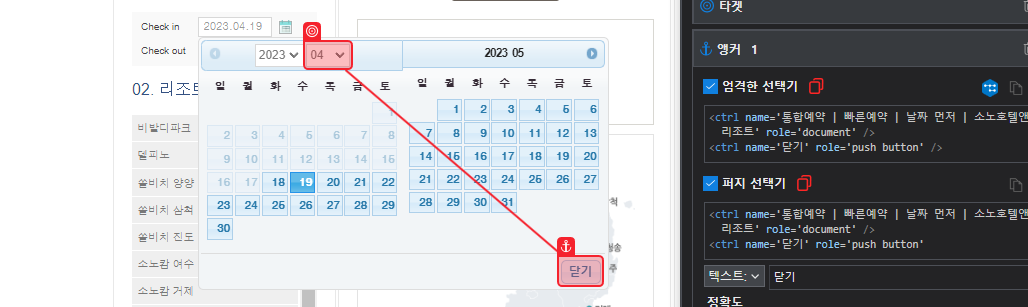 Check in 2023.04.19
Check out
02. 리조트
비발디파크
델피노
쏠비치 양양
쏠비치 삼척
쏠비치 진도
소노캄 여수
소노캄 거제
2023 04
일 월 화 수 목 금 토
1
2 3 4 5 6 7 8
9 10 11 12 13 14 15
16 17 18 19 20 21 22
23 24 25 26 27 28 29
30
2023 05
일 월 화 수 목 금 토
1 2 3 4 5 6
7 8 9 10 11 12 13
14 15 16 17 18 19 20
21 22 23 24 25 26 27
28 29 30 31
척
청송
주
닫기
타겟
앵커 1
엄격한 선택기
<ctrl name='통합예약 | 빠른예약 | 날짜 먼저 | 소노호텔앤
리조트' role='document' />
<ctrl name='닫기' role='push button' />
퍼지 선택기
<ctrl name='통합예약 | 빠른예약 | 날짜 먼저 | 소노호텔앤
리조트' role='document' />
<ctrl name='닫기' role='push button'
텍스트: 닫기
정확도